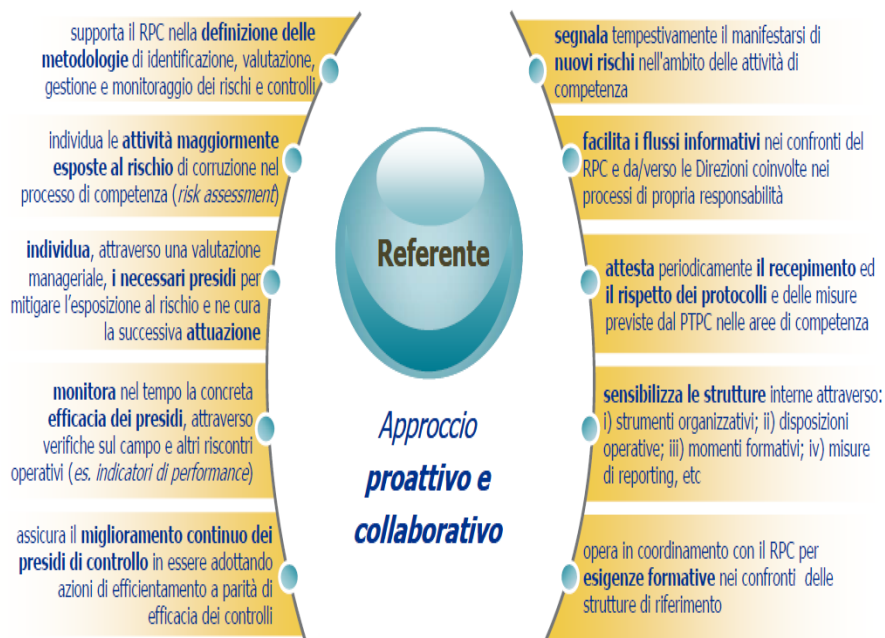 supporta il RPC nella definizione delle
metodologie di identificazione, valutazione,
gestione e monitoraggio dei rischi e controlli
individua le attività maggiormente
esposte al rischio di corruzione nel
processo di competenza (risk assessment)
individua, attraverso una valutazione
manageriale, i necessari presidi per
mitigare l'esposizione al rischio e ne cura
la successiva attuazione
monitora nel tempo la concreta
efficacia dei presidi, attraverso
verifiche sul campo e altri riscontri
operativi (es. indicatori di performance)
assicura il miglioramento continuo dei
presidi di controllo in essere adottando
azioni di efficientamento a parità di
efficacia dei controlli
Referente
Approccio
proattivo e
collaborativo
segnala tempestivamente il manifestarsi di
nuovi rischi nell'ambito delle attività di
competenza
facilita i flussi informativi nei confronti del
RPC e da/verso le Direzioni coinvolte nei
processi di propria responsabilità
attesta periodicamente il recepimento ed
il rispetto dei protocolli e delle misure
previste dal PTPC nelle aree di competenza
sensibilizza le strutture interne attraverso:
i) strumenti organizzativi; ii) disposizioni
operative; iii) momenti formativi; iv) misure
di reporting, etc
opera in coordinamento con il RPC per
esigenze formative nei confronti delle
strutture di riferimento